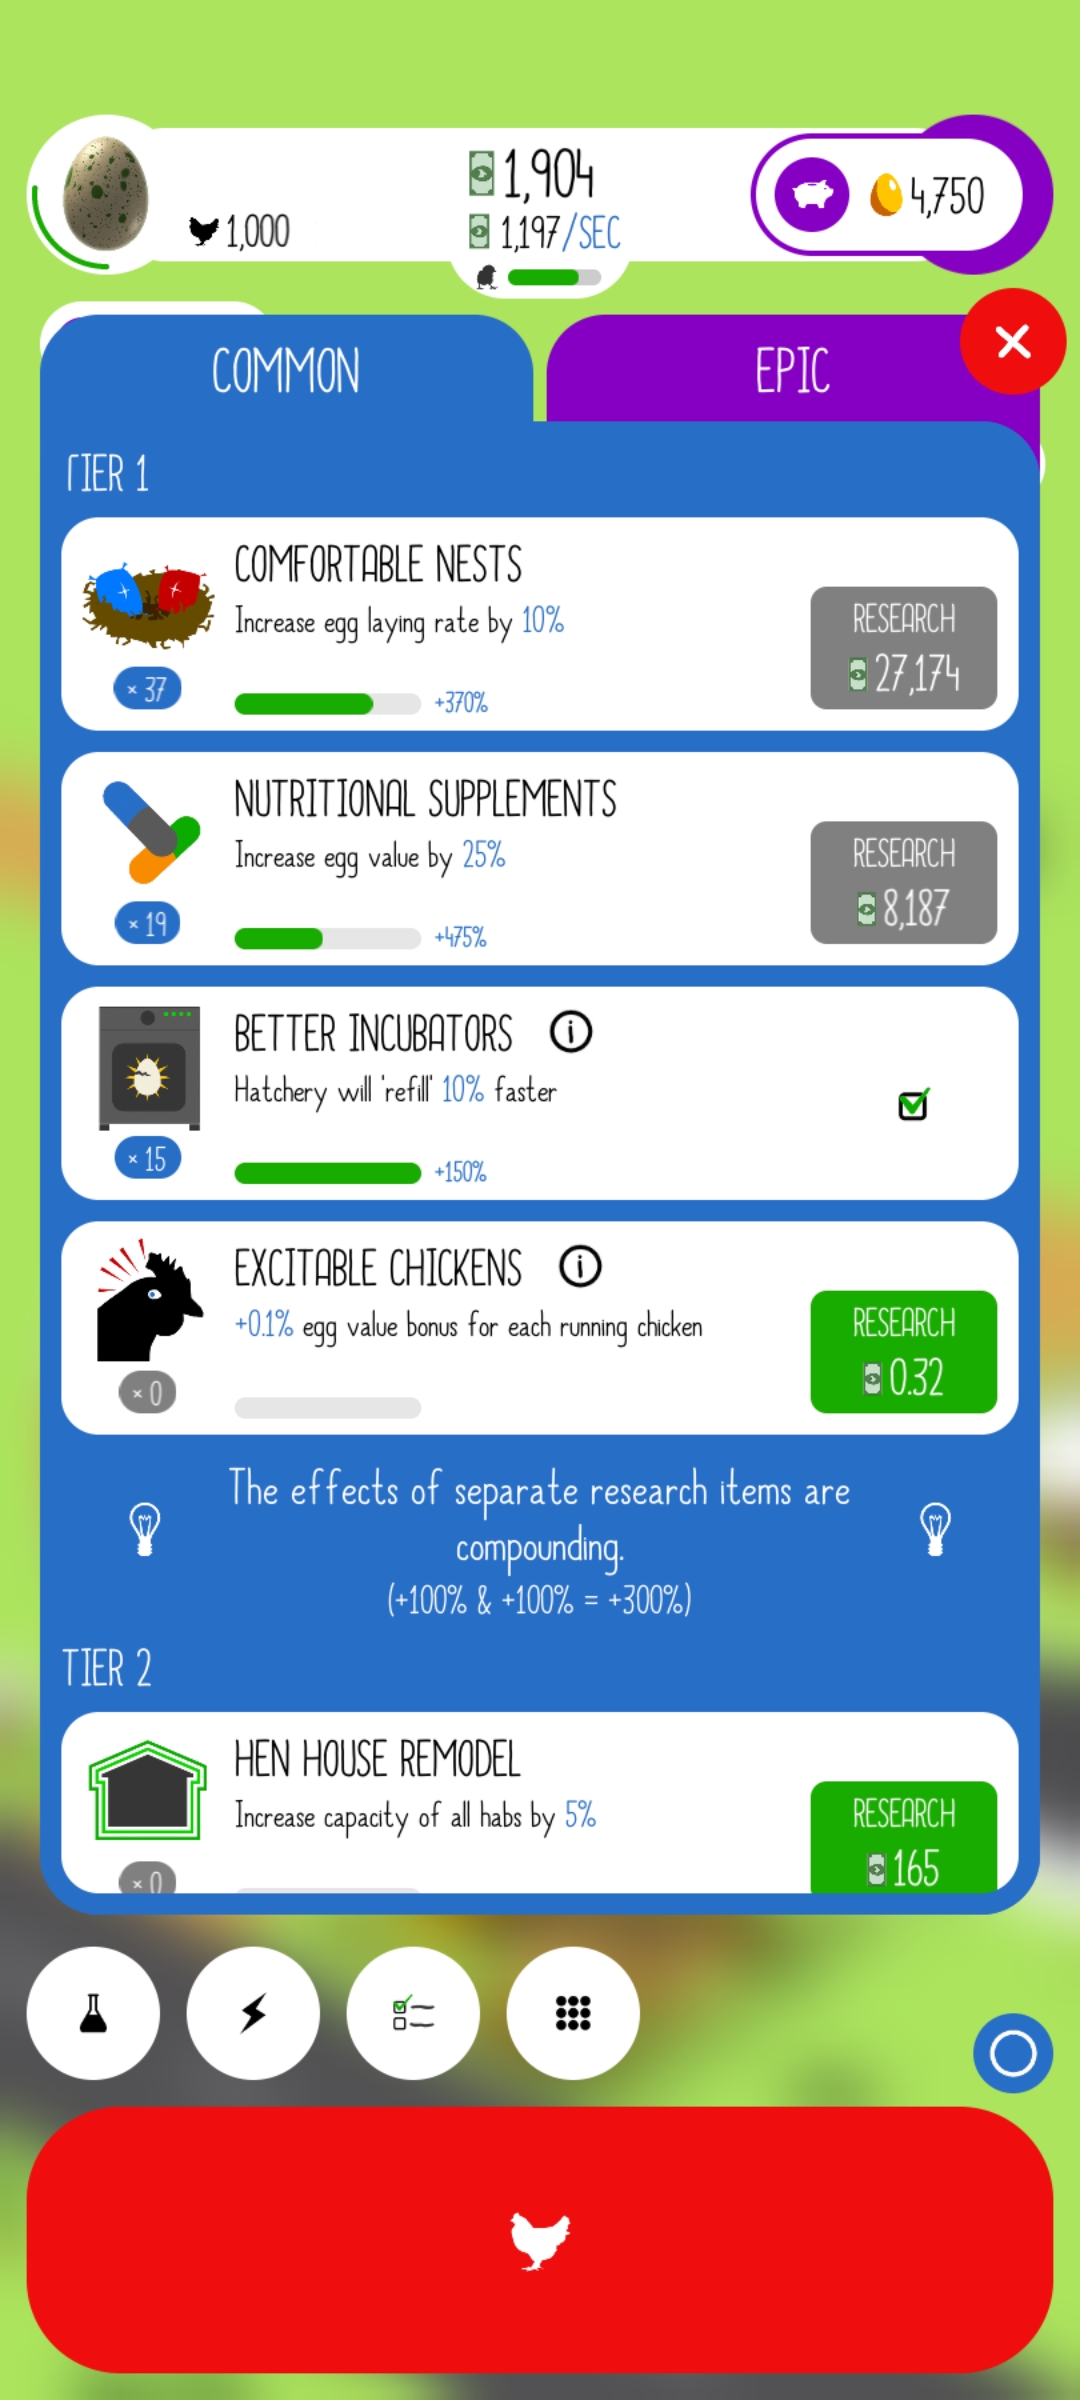 1,904
1,000
1,197/SEC
4,750
COMMON
EPIC
TIER 1
COMFORTABLE NESTS
Increase egg laying rate by 10%
RESEARCH
27,174
× 37
+370%
NUTRITIONAL SUPPLEMENTS
Increase egg value by 25%
RESEARCH
8,187
× 19
+475%
BETTER INCUBATORS
Hatchery will 'refill' 10% faster
× 15
+150%
EXCITABLE CHICKENS
+0.1% egg value bonus for each running chicken
RESEARCH
0.32
× 0
The effects of separate research items are
compounding.
(+100% & +100% = +300%)
TIER 2
HEN HOUSE REMODEL
Increase capacity of all habs by 5%
RESEARCH
165
× 0